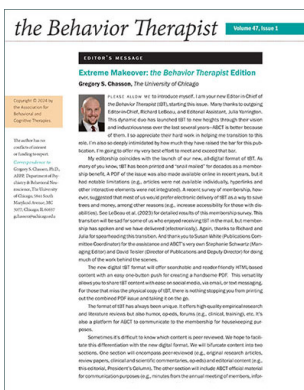 the Behavior Therapist
Volume 47, Issue 1
EDITOR'S MESSAGE
Extreme Makeover: the Behavior Therapist Edition
Gregory S. Chasson, The University of Chicago
PLEASE ALLOW ME to introduce myself. I am your new Editor-in-Chief of
the Behavior Therapist (tBT), starting this issue. Many thanks to outgoing
Editor-in-Chief, Richard LeBeau, and Editorial Assistant, Julia Yarrington.
This dynamic duo has launched tBT to new heights through their vision
and industriousness over the last several years—ABCT is better because
of them. I so appreciate their hard work in helping me transition to this
role. I'm also so deeply intimidated by how much they have raised the bar for this pub-
lication. I'm going to offer my very best effort to meet and exceed that bar.
My editorship coincides with the launch of our new, all-digital format of tBT. As
many of you know, tBT has been printed and "snail mailed" for decades as a member-
ship benefit. A PDF of the issue was also made available online in recent years, but it
had notable limitations (e.g., articles were not available individually, hyperlinks and
other interactive elements were not integrated). A recent survey of membership, how-
ever, suggested that most of us would prefer electronic delivery of tBT as a way to save
trees and money, among other reasons (e.g., increase accessibility for those with dis-
abilities). See LeBeau et al. (2023) for detailed results of this membership survey. This
transition will be sad for some of us who enjoyed receiving tBT in the mail, but member-
ship has spoken and we have delivered (electronically). Again, thanks to Richard and
Julia for spearheading this transition. And thank you to Susan White (Publications Com-
mittee Coordinator) for the assistance and ABCT's very own Stephanie Schwartz (Man-
aging Editor) and David Teisler (Director of Publications and Deputy Director) for doing
much of the work behind the scenes.
The new digital tBT format will offer searchable and reader-friendly HTML-based
content with an easy one-button push for creating a handsome PDF. This versatility
allows you to share tBT content with ease on social media, via email, or text messaging.
For those that miss the physical copy of tBT, there is nothing stopping you from printing
out the combined PDF issue and taking it on the go.
The format of tBT has always been unique. It offers high-quality empirical research
and literature reviews but also humor, op-eds, forums (e.g., clinical, training, etc. It's
also a platform for ABCT to communicate to the membership for housekeeping pur-
poses.
Sometimes it's difficult to know which content is peer reviewed. We hope to facili-
tate this differentiation with the new digital format. We will bifurcate content into two
sections. One section will encompass peer-reviewed (e.g., original research articles,
review papers, clinical and scientific commentaries, op-eds) and editorial content (e.g.,
this editorial, President's Column). The other section will include ABCT official material
for communication purposes (e.g., minutes from the annual meeting of members, infor-
Copyright © 2024 by
the Association for
Behavioral and
Cognitive Therapies
The author has no
conflicts of interest
or funding to report.
Correspondence to
Gregory S. Chasson, Ph.D.,
ABPP, Department of Psy-
chiatry & Behavioral Neu-
roscience, The University
of Chicago, 5841 South
Maryland Avenue, MC
3077, Chicago, IL 60637